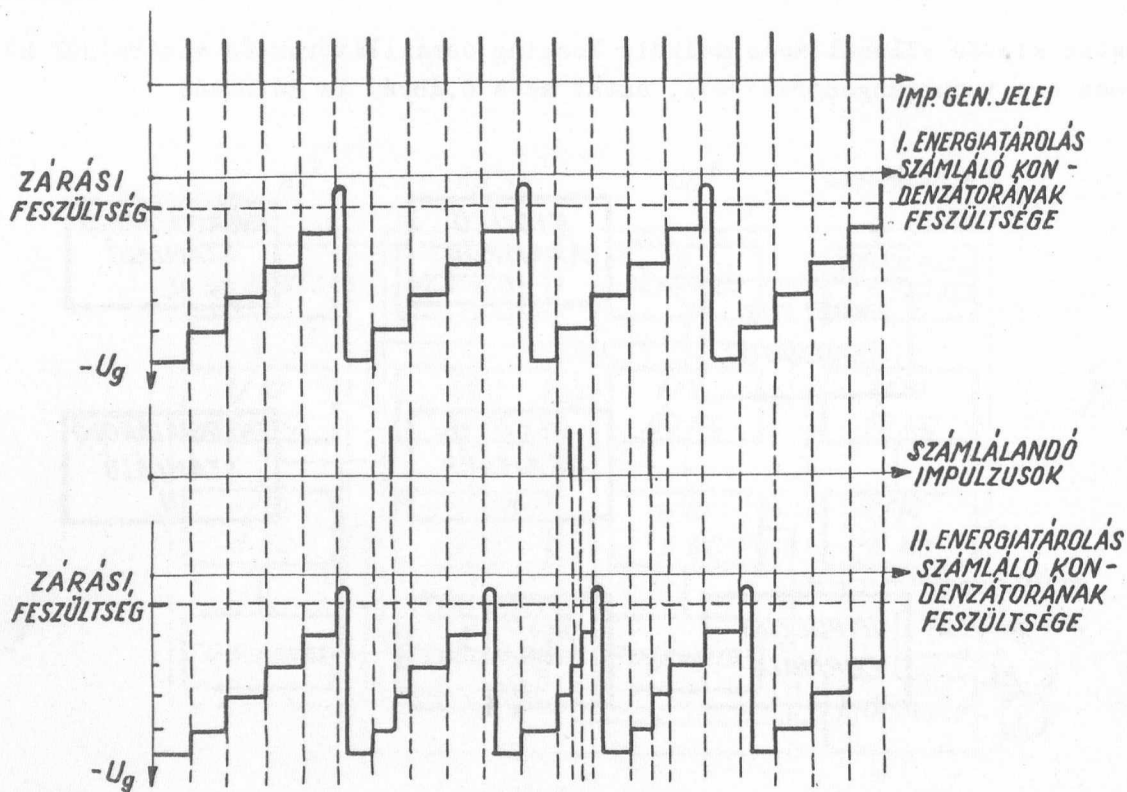 IMP. GEN. JELEI
I. ENERGIATÁROLÁS
SZÁMLÁLÓ KON-
DENZÁTORÁNAK
FESZÜLTSÉGE
ZÁRÁSI
FESZÜLTSÉG
-Ug
SZÁMLÁLANDÓ
IMPULZUSOK
II. ENERGIATÁROLÁS
SZÁMLÁLÓ KON-
DENZÁTORÁNAK
FESZÜLTSÉGE
ZÁRÁSI
FESZÜLTSÉG
-Ug